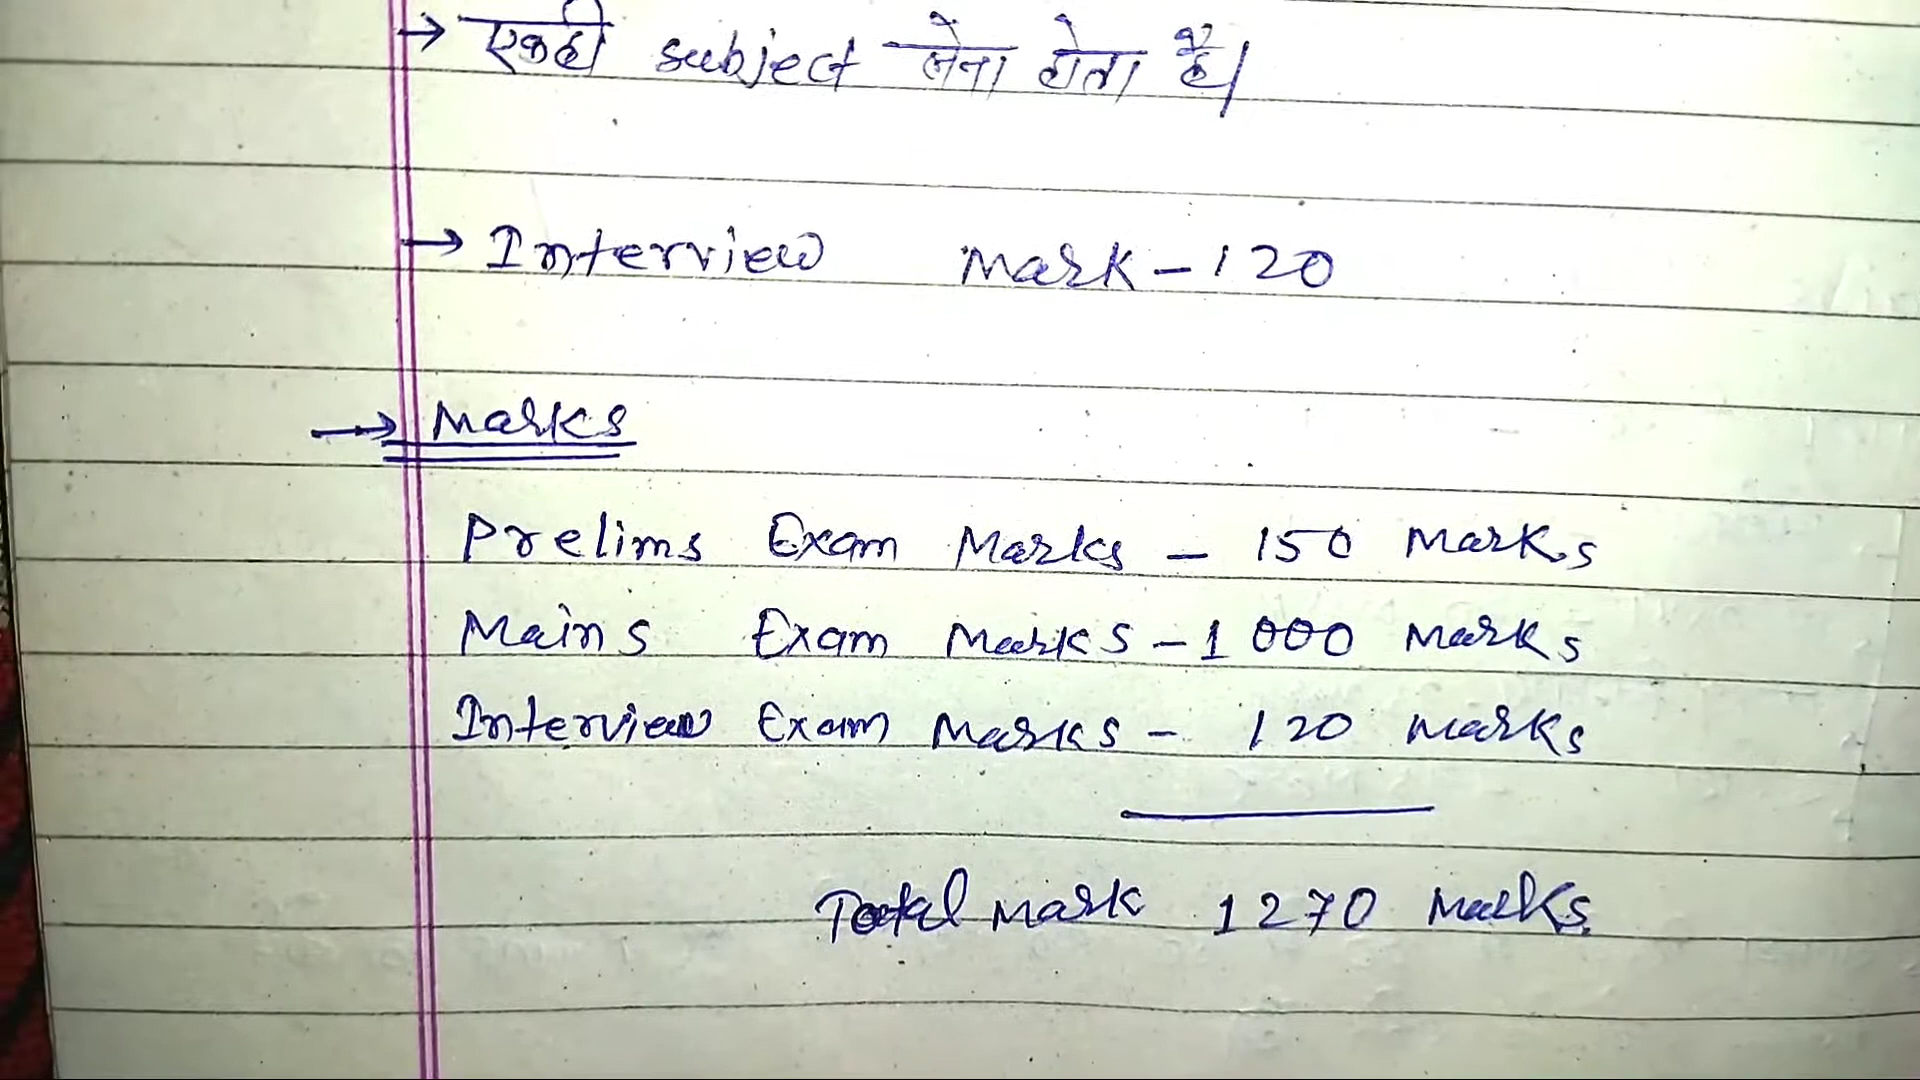 → एकही subject लेना होता है।
→ Interview Mark - 120
→ Marks
Prelims Exam Marks - 150 Marks
Mains Exam Marks - 1000 Marks
Interview Exam Marks - 120 Marks
Total Mark 1270 Marks